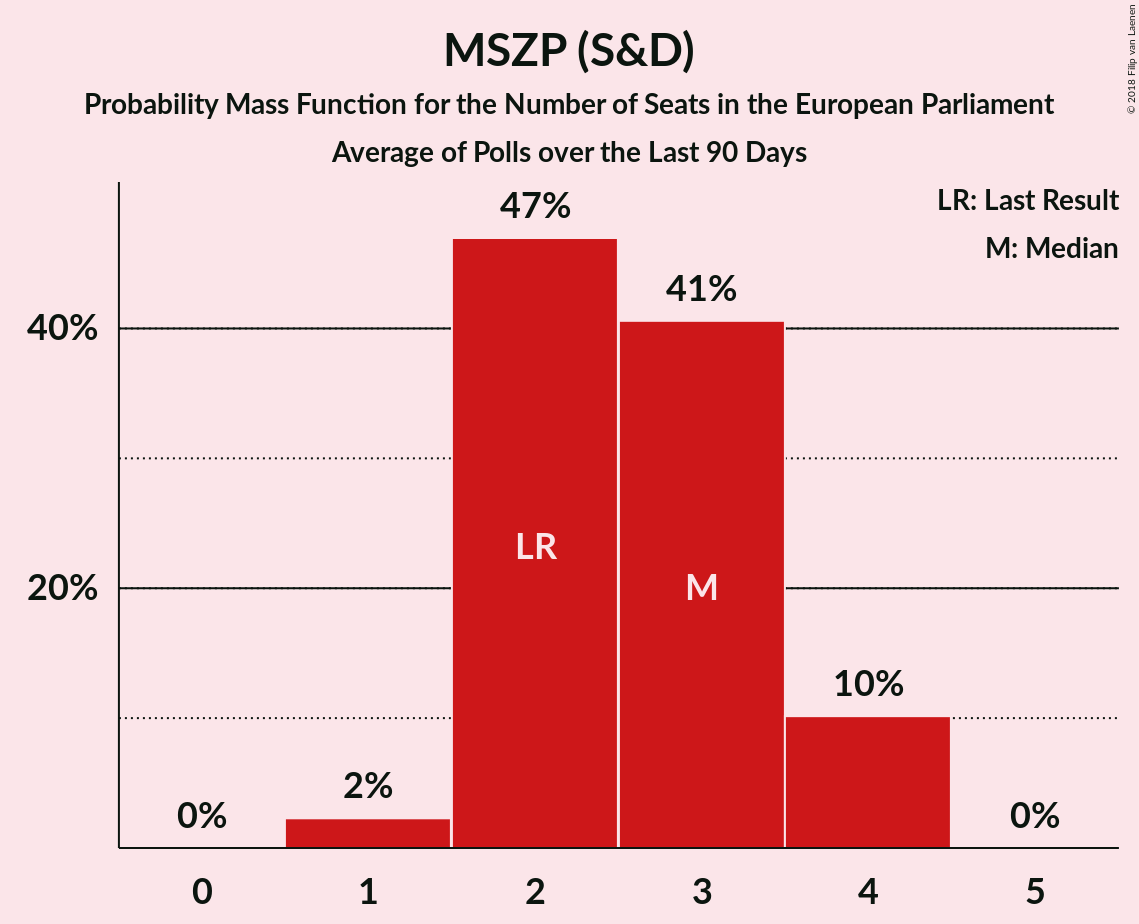 MSZP (S&D)
Probability Mass Function for the Number of Seats in the European Parliament
Average of Polls over the Last 90 Days
© 2018 Filip van Laenen
LR: Last Result
M: Median
47%
41%
40%
LR
M
20%
10%
2%
0%
0%
0 1 2 3 4 5